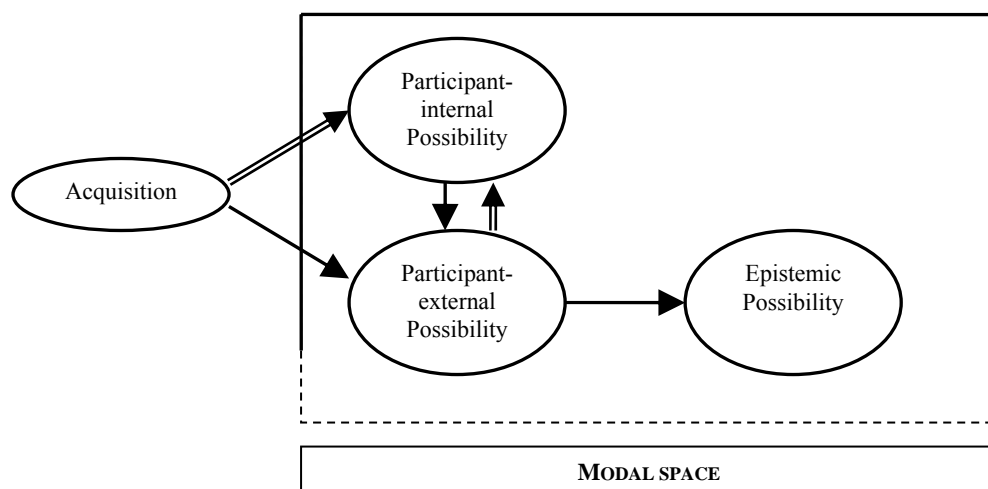 Participant-
internal
Possibility
Acquisition
Participant-
external
Possibility
Epistemic
Possibility
MODAL SPACE